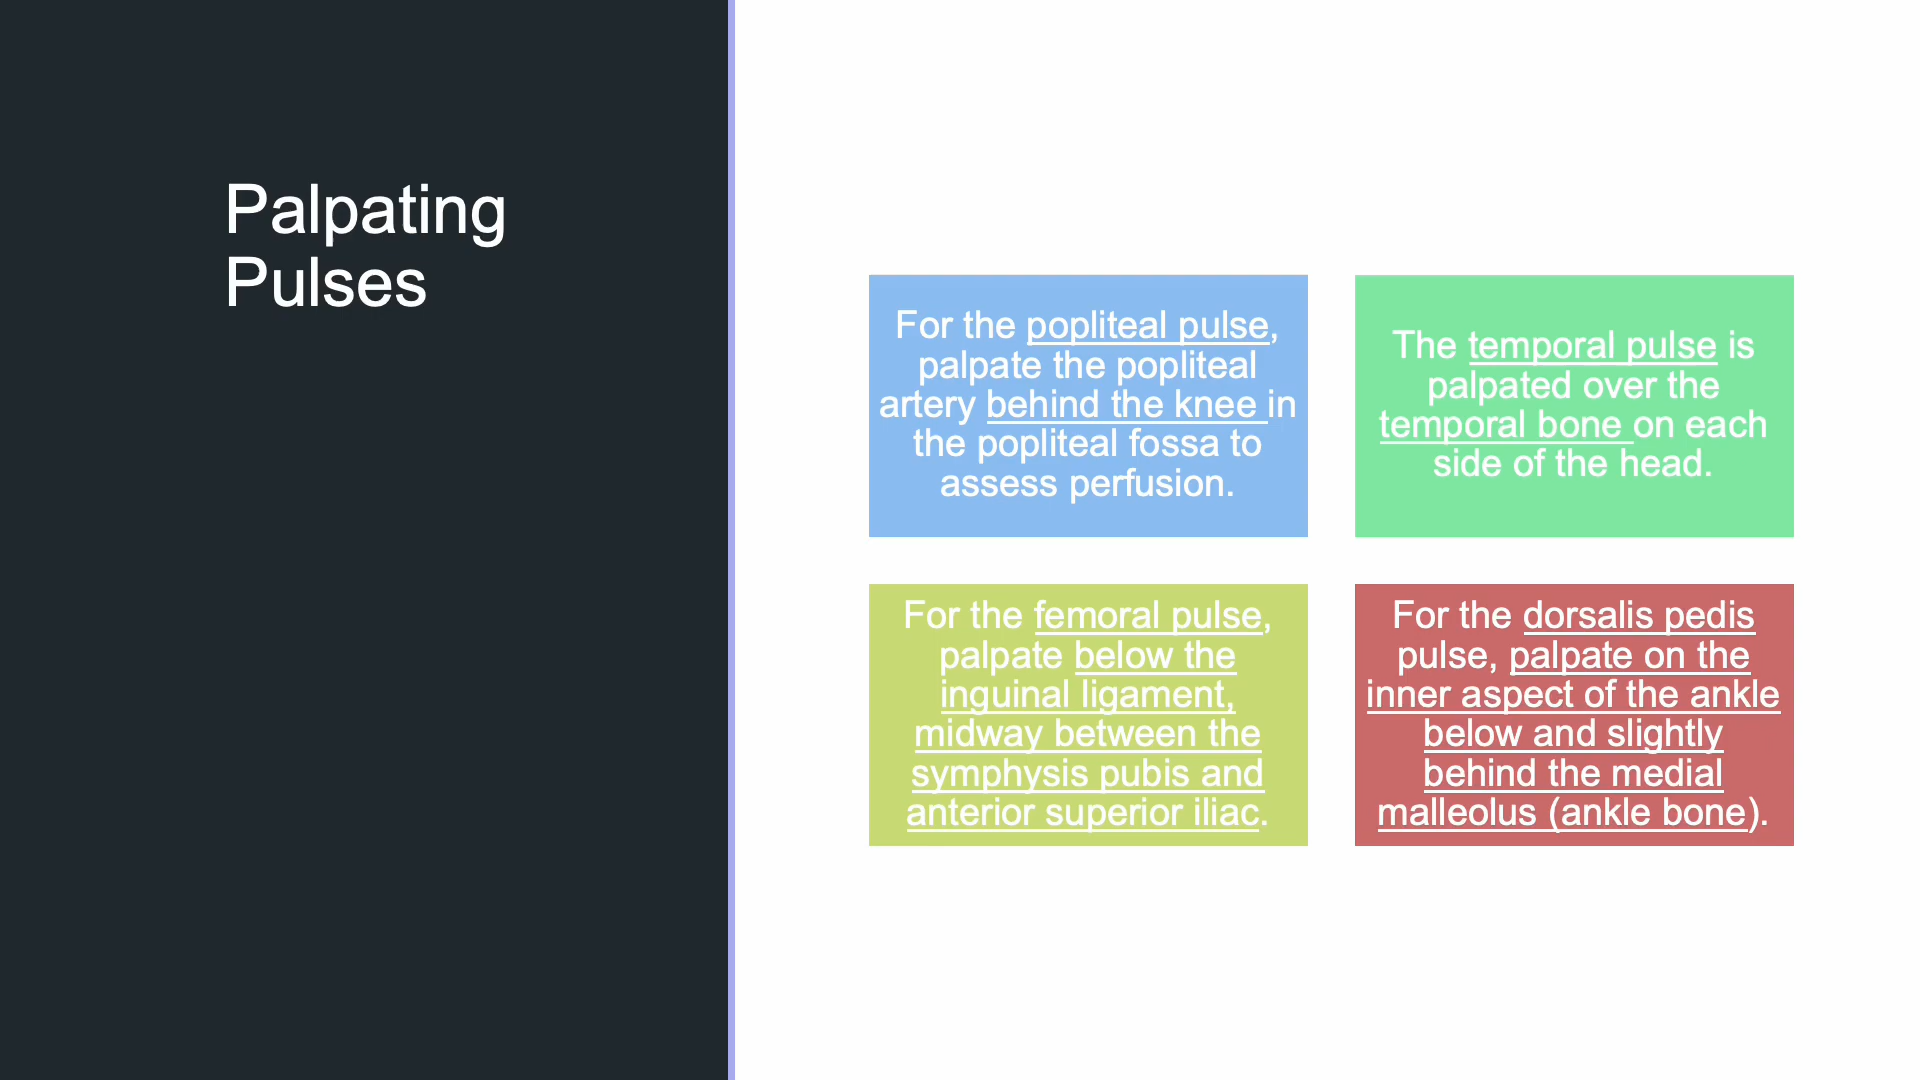 Palpating
Pulses
For the popliteal pulse,
palpate the popliteal
artery behind the knee in
the popliteal fossa to
assess perfusion.
The temporal pulse is
palpated over the
temporal bone on each
side of the head.
For the femoral pulse,
palpate below the
inguinal ligament,
midway between the
symphysis pubis and
anterior superior iliac.
For the dorsalis pedis
pulse, palpate on the
inner aspect of the ankle
below and slightly
behind the medial
malleolus (ankle bone).